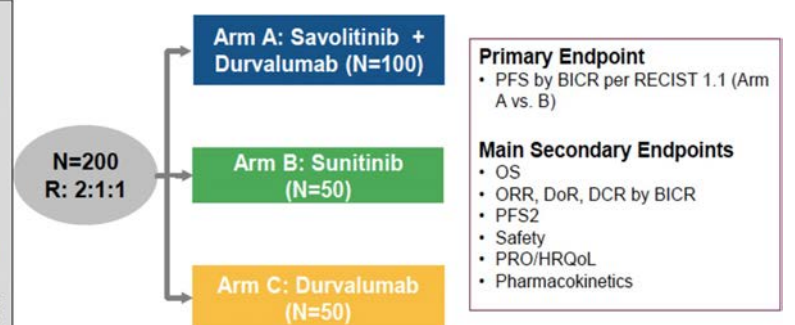 Arm A: Savolitinib +
Durvalumab (N=100)
N=200
R: 2:1:1
Arm B: Sunitinib
(N=50)
Arm C: Durvalumab
(N=50)
Primary Endpoint
• PFS by BICR per RECIST 1.1 (Arm
A vs. B)
Main Secondary Endpoints
• OS
• ORR, DoR, DCR by BICR
• PFS2
• Safety
• PRO/HRQoL
• Pharmacokinetics